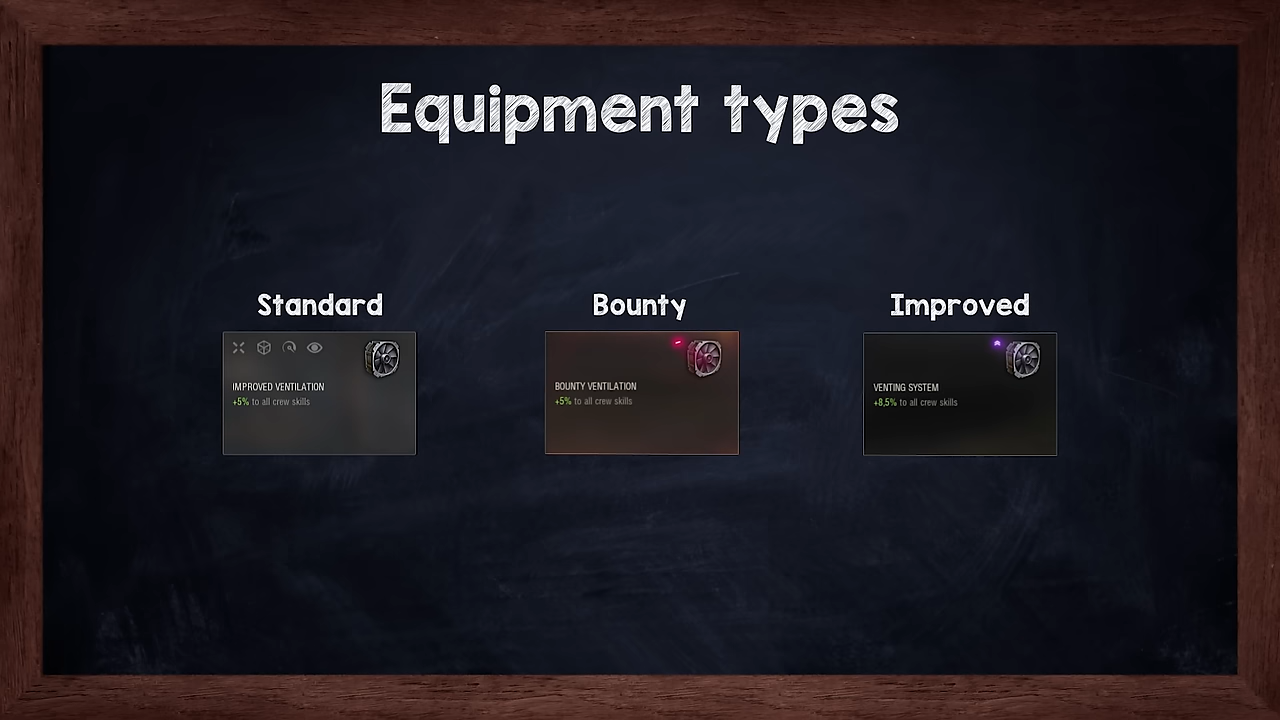 Equipment types
Standard
Bounty
Improved
IMPROVED VENTILATION
+5% to all crew skills
BOUNTY VENTILATION
+5% to all crew skills
VENTING SYSTEM
+8,5% to all crew skills